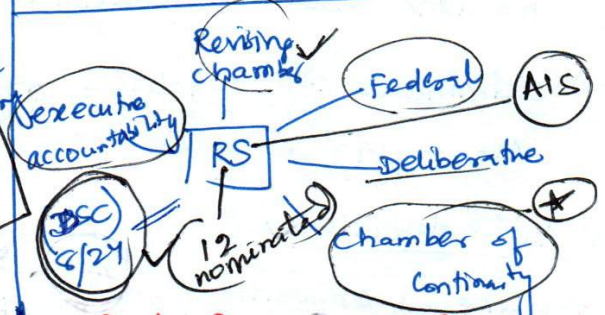 Revising
chamber
Federal
AIS
executive
accountability
RS
Deliberative
DSC
8/24
12
nominated
Chamber of
Continuity